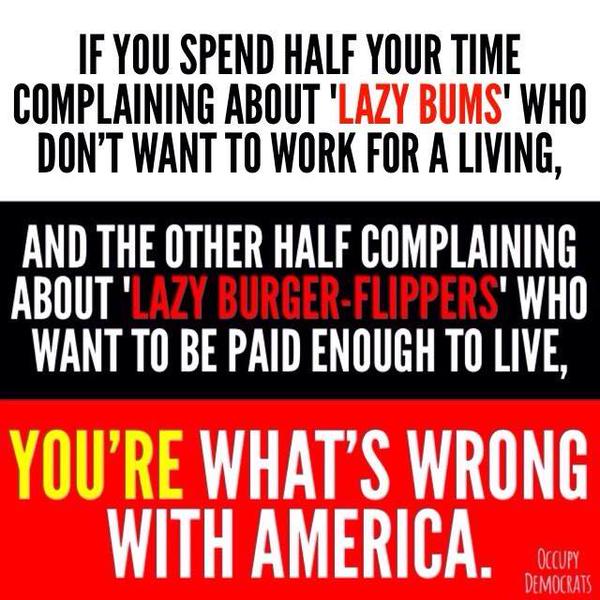 IF YOU SPEND HALF YOUR TIME
COMPLAINING ABOUT 'LAZY BUMS' WHO
DON'T WANT TO WORK FOR A LIVING,
AND THE OTHER HALF COMPLAINING
ABOUT 'LAZY BURGER-FLIPPERS' WHO
WANT TO BE PAID ENOUGH TO LIVE,
YOU'RE WHAT'S WRONG
WITH AMERICA.
OCCUPY
DEMOCRATS